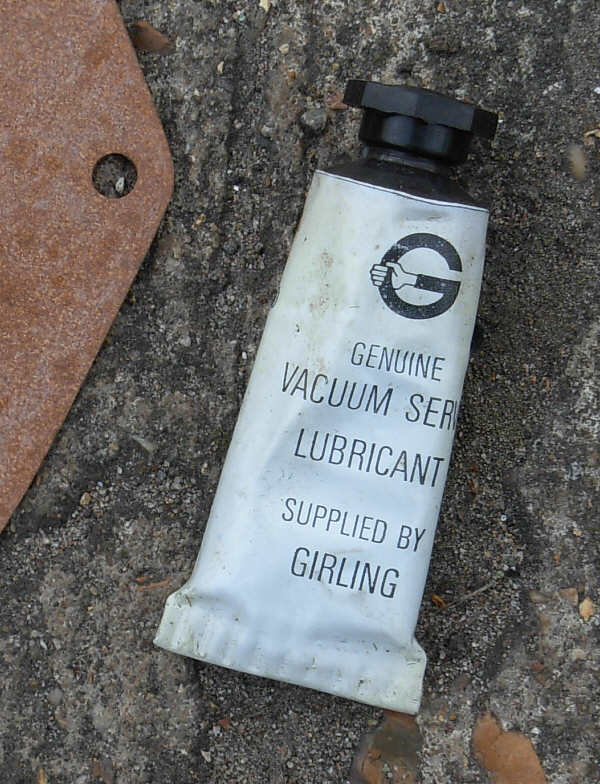 GENUINE
VACUUM SER
LUBRICANT
SUPPLIED BY
GIRLING